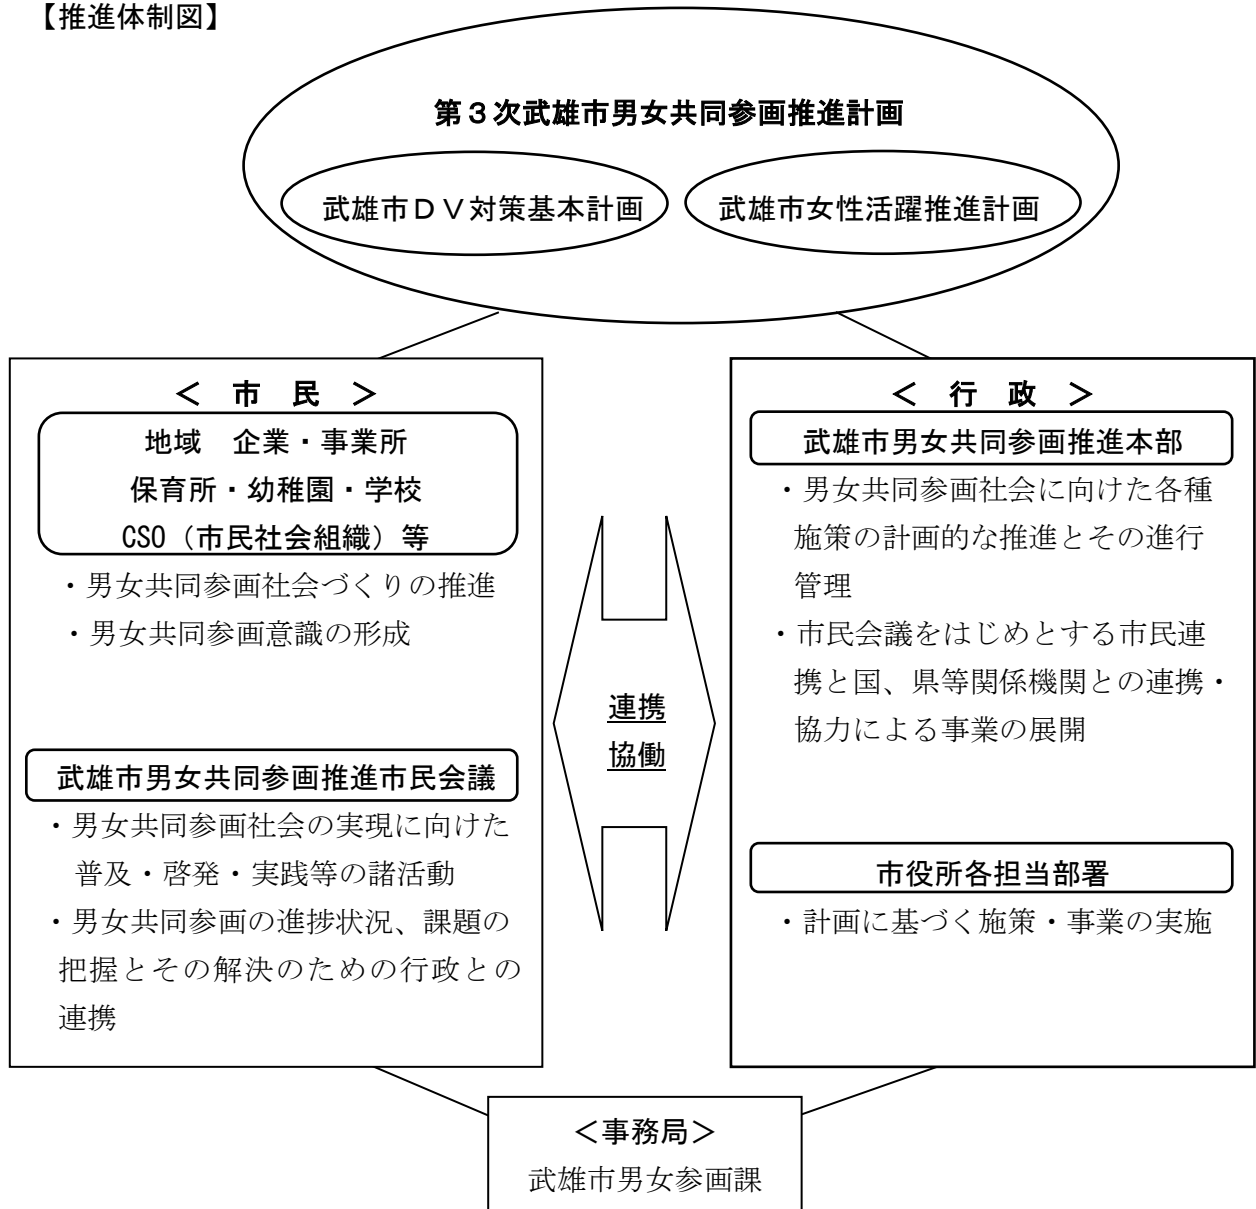 【推進体制図】
第３次武雄市男女共同参画推進計画
武雄市ＤＶ対策基本計画
武雄市女性活躍推進計画
＜　市　民　＞
地域　企業・事業所
保育所・幼稚園・学校
CSO（市民社会組織）等
・男女共同参画社会づくりの推進
・男女共同参画意識の形成
武雄市男女共同参画推進市民会議
・男女共同参画社会の実現に向けた
普及・啓発・実践等の諸活動
・男女共同参画の進捗状況、課題の
把握とその解決のための行政との
連携
連携
協働
＜　行　政　＞
武雄市男女共同参画推進本部
・男女共同参画社会に向けた各種
施策の計画的な推進とその進行
管理
・市民会議をはじめとする市民連
携と国、県等関係機関との連携・
協力による事業の展開
市役所各担当部署
・計画に基づく施策・事業の実施
＜事務局＞
武雄市男女参画課